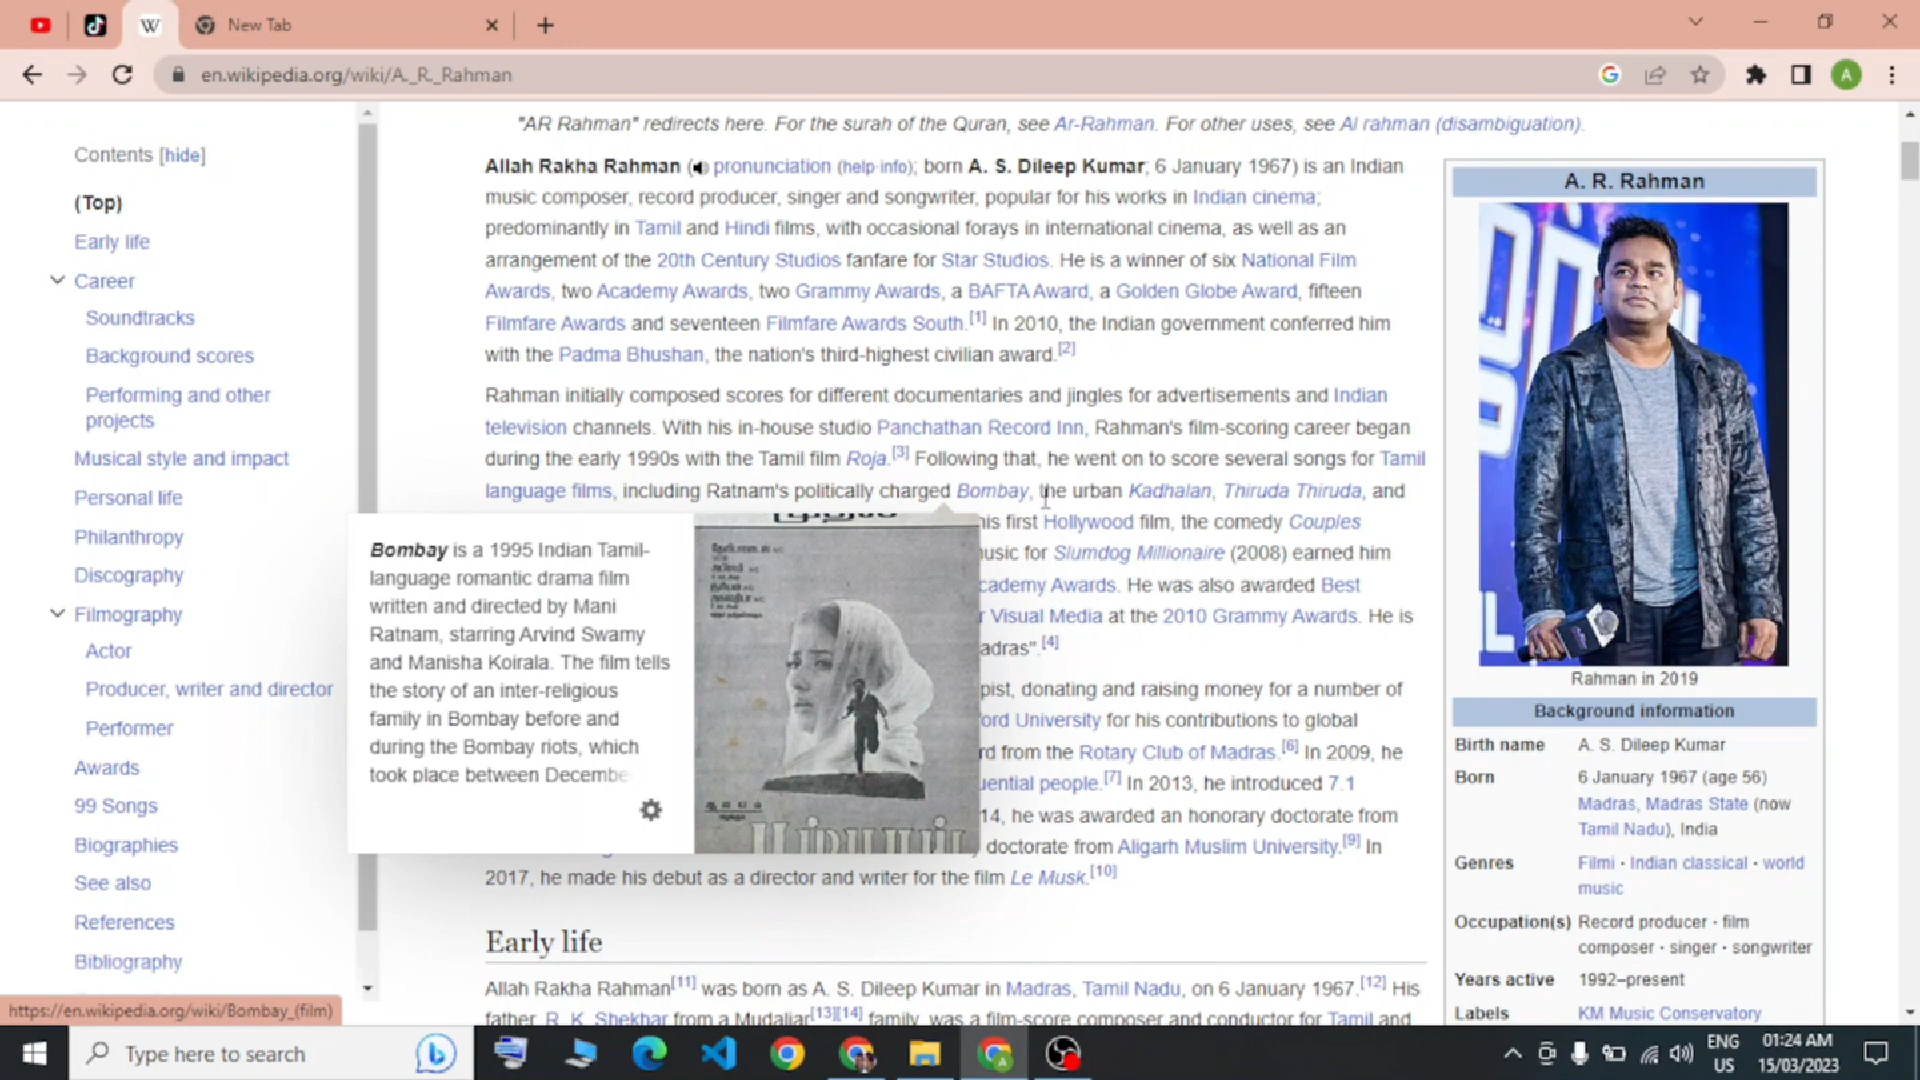 New Tab
en.wikipedia.org/wiki/A._R._Rahman
A
Contents [hide]
(Top)
Early life
Career
Soundtracks
Background scores
Performing and other
projects
Musical style and impact
Personal life
Philanthropy
Discography
Filmography
Actor
Producer, writer and director
Performer
Awards
99 Songs
Biographies
See also
References
Bibliography
"AR Rahman" redirects here. For the surah of the Quran, see Ar-Rahman. For other uses, see Al rahman (disambiguation).
Allah Rakha Rahman (pronunciation (help·info); born A. S. Dileep Kumar; 6 January 1967) is an Indian
music composer, record producer, singer and songwriter, popular for his works in Indian cinema;
predominantly in Tamil and Hindi films, with occasional forays in international cinema, as well as an
arrangement of the 20th Century Studios fanfare for Star Studios. He is a winner of six National Film
Awards, two Academy Awards, two Grammy Awards, a BAFTA Award, a Golden Globe Award, fifteen
Filmfare Awards and seventeen Filmfare Awards South.[1] In 2010, the Indian government conferred him
with the Padma Bhushan, the nation's third-highest civilian award.[2]
Rahman initially composed scores for different documentaries and jingles for advertisements and Indian
television channels. With his in-house studio Panchathan Record Inn, Rahman's film-scoring career began
during the early 1990s with the Tamil film Roja.[3] Following that, he went on to score several songs for Tamil
language films, including Ratnam's politically charged Bombay, the urban Kadhalan, Thiruda Thiruda, and
his first Hollywood film, the comedy Couples
music for Slumdog Millionaire (2008) earned him
cademy Awards. He was also awarded Best
r Visual Media at the 2010 Grammy Awards. He is
adras".[4]
pist, donating and raising money for a number of
ord University for his contributions to global
rd from the Rotary Club of Madras.[6] In 2009, he
uential people.[7] In 2013, he introduced 7.1
14, he was awarded an honorary doctorate from
doctorate from Aligarh Muslim University.[9] In
2017, he made his debut as a director and writer for the film Le Musk.[10]
Bombay is a 1995 Indian Tamil-
language romantic drama film
written and directed by Mani
Ratnam, starring Arvind Swamy
and Manisha Koirala. The film tells
the story of an inter-religious
family in Bombay before and
during the Bombay riots, which
took place between Decembe
பம்பாய்
Early life
Allah Rakha Rahman[11] was born as A. S. Dileep Kumar in Madras, Tamil Nadu, on 6 January 1967.[12] His
father, R. K. Shekhar from a Mudaliar[13][14] family, was a film-score composer and conductor for Tamil and
A. R. Rahman
Rahman in 2019
Background information
Birth name A. S. Dileep Kumar
Born 6 January 1967 (age 56)
Madras, Madras State (now
Tamil Nadu), India
Genres Filmi · Indian classical · world
music
Occupation(s) Record producer · film
composer · singer · songwriter
Years active 1992–present
Labels KM Music Conservatory
https://en.wikipedia.org/wiki/Bombay_(film)
Type here to search
ENG
US
01:24 AM
15/03/2023